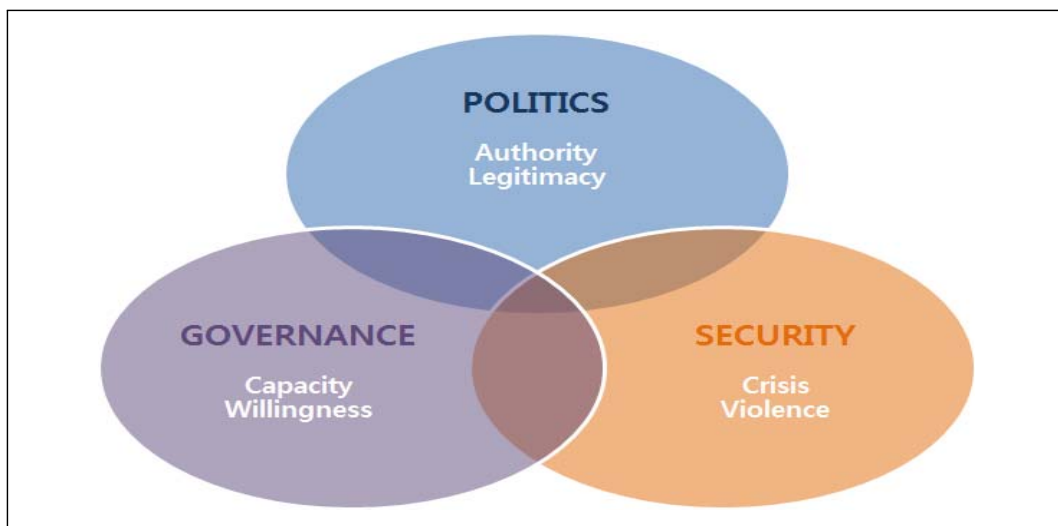 POLITICS
Authority
Legitimacy
GOVERNANCE
Capacity
Willingness
SECURITY
Crisis
Violence